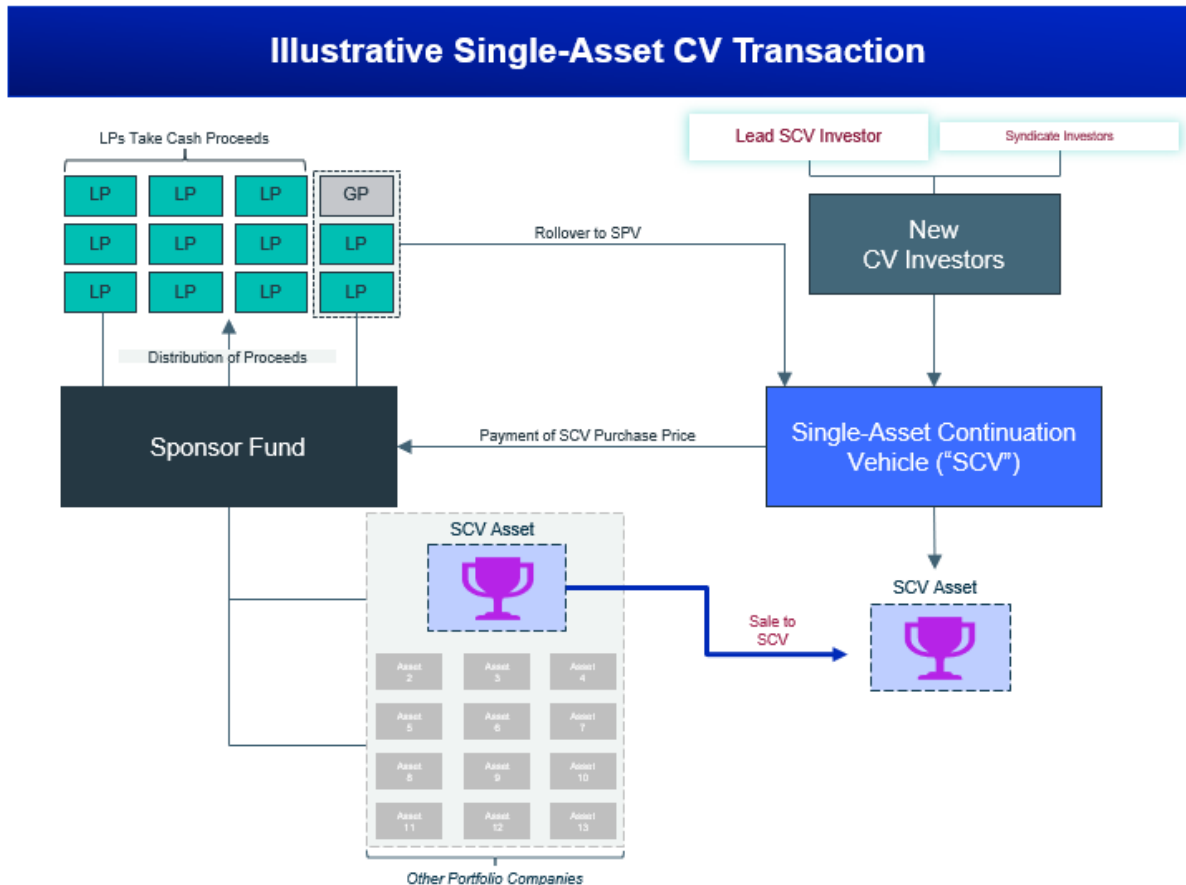 Illustrative Single-Asset CV Transaction
LPs Take Cash Proceeds
Lead SCV Investor
Syndicate Investors
LP
LP
LP
GP
LP
LP
LP
LP
LP
LP
LP
LP
Rollover to SPV
New
CV Investors
Distribution of Proceeds
Sponsor Fund
Payment of SCV Purchase Price
Single-Asset Continuation
Vehicle (“SCV”)
SCV Asset
SCV Asset
Sale to
SCV
Asset
2
Asset
3
Asset
4
Asset
5
Asset
6
Asset
7
Asset
8
Asset
9
Asset
10
Asset
11
Asset
12
Asset
13
Other Portfolio Companies